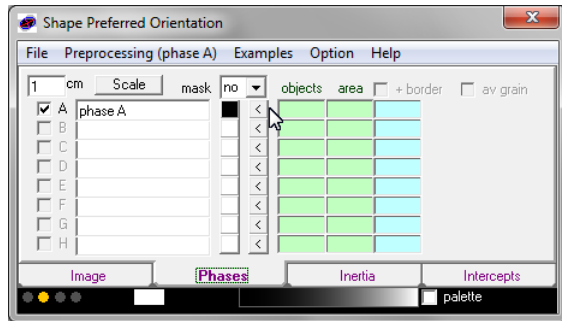 Shape Preferred Orientation
File Preprocessing (phase A) Examples Option Help
1 cm Scale mask no objects area + border av grain
A phase A <
B <
C <
D <
E <
F <
G <
H <
Image Phases Inertia Intercepts
palette